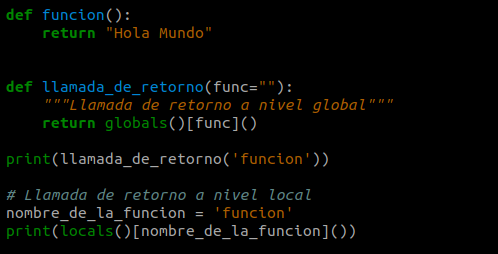 def funcion():
    return "Hola Mundo"
def llamada_de_retorno(func=""):
    """Llamada de retorno a nivel global"""
    return globals()[func]()
print(llamada_de_retorno('funcion'))
# Llamada de retorno a nivel local
nombre_de_la_funcion = 'funcion'
print(locals()[nombre_de_la_funcion]())